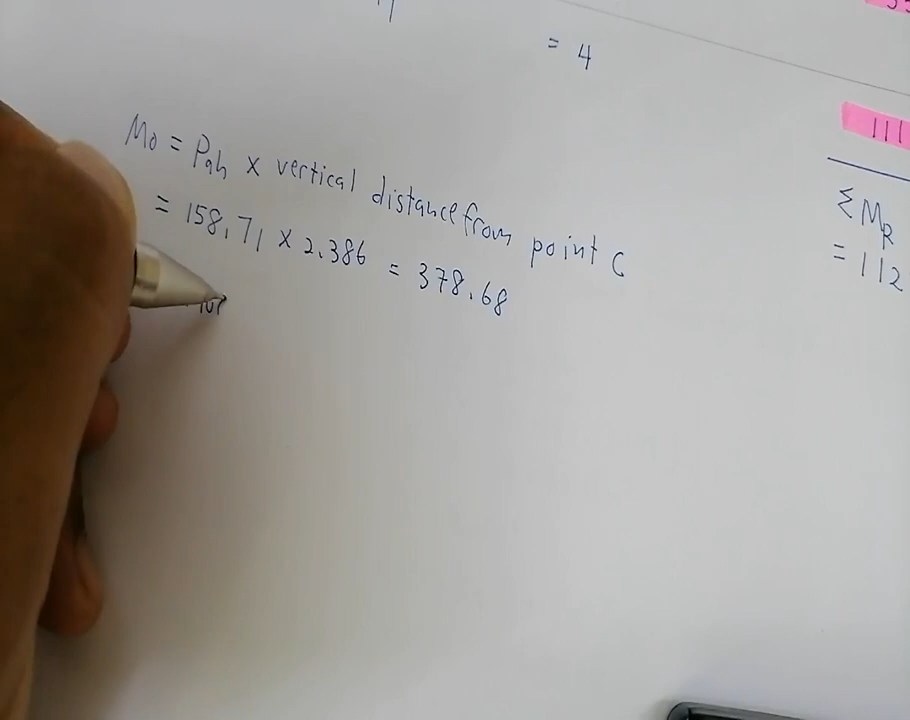 = 4
Mo = Pah × vertical distance from point C
= 158.71 × 2.386 = 378.68
111
ΣMR
= 112